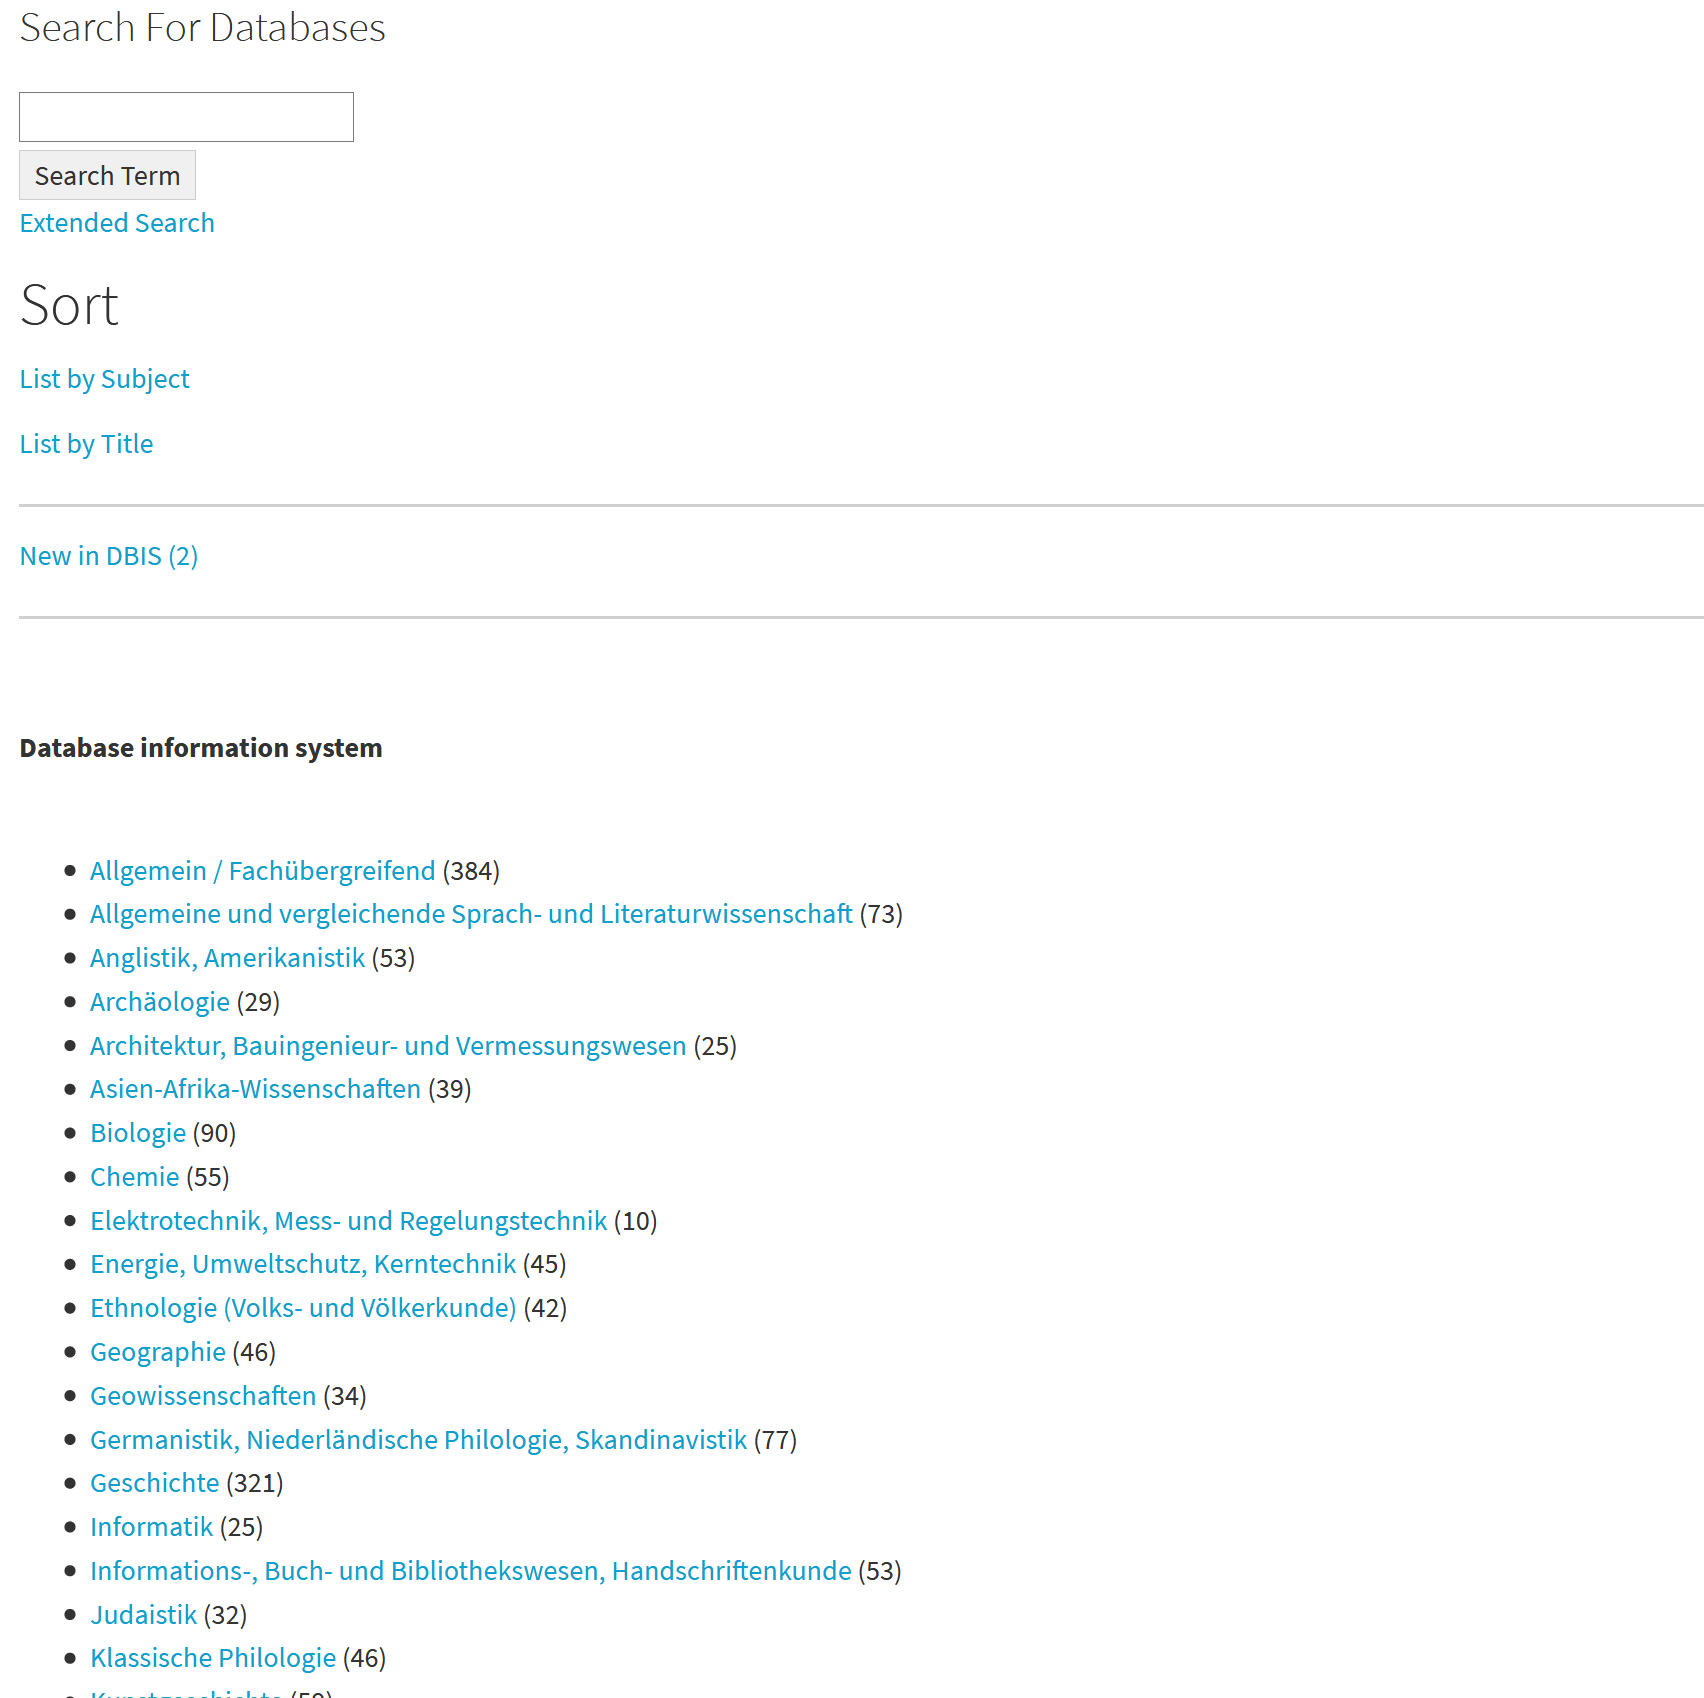 Search For Databases
Search Term
Extended Search
Sort
List by Subject
List by Title
New in DBIS (2)
Database information system
Allgemein / Fachübergreifend (384)
Allgemeine und vergleichende Sprach- und Literaturwissenschaft (73)
Anglistik, Amerikanistik (53)
Archäologie (29)
Architektur, Bauingenieur- und Vermessungswesen (25)
Asien-Afrika-Wissenschaften (39)
Biologie (90)
Chemie (55)
Elektrotechnik, Mess- und Regelungstechnik (10)
Energie, Umweltschutz, Kerntechnik (45)
Ethnologie (Volks- und Völkerkunde) (42)
Geographie (46)
Geowissenschaften (34)
Germanistik, Niederländische Philologie, Skandinavistik (77)
Geschichte (321)
Informatik (25)
Informations-, Buch- und Bibliothekswesen, Handschriftenkunde (53)
Judaistik (32)
Klassische Philologie (46)